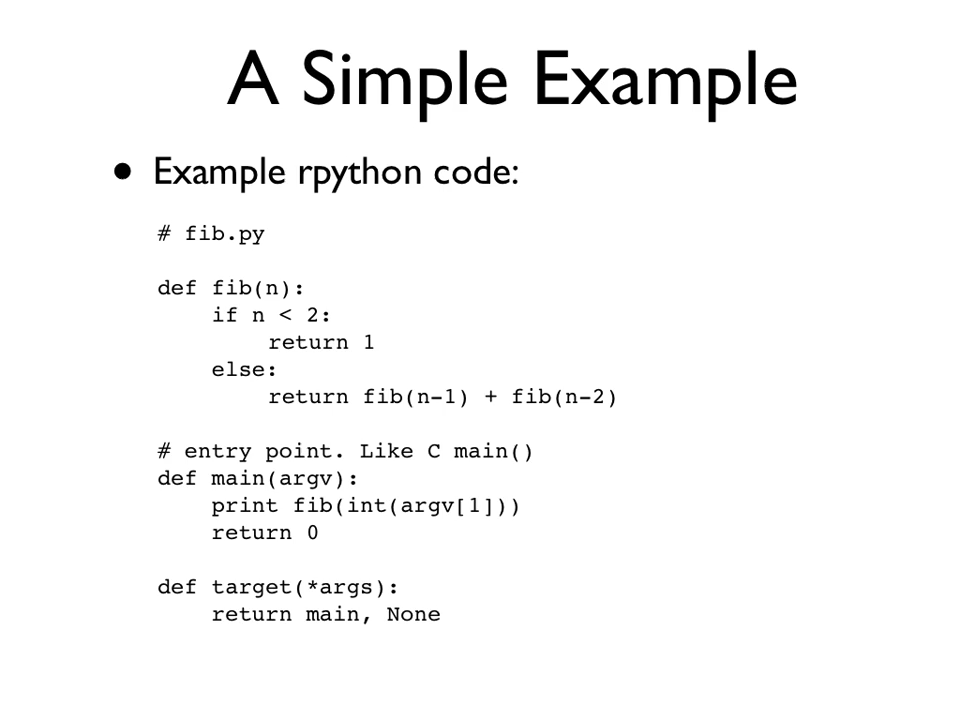 A Simple Example
• Example rpython code:
# fib.py
def fib(n):
    if n < 2:
        return 1
    else:
        return fib(n-1) + fib(n-2)
# entry point. Like C main()
def main(argv):
    print fib(int(argv[1]))
    return 0
def target(*args):
    return main, None